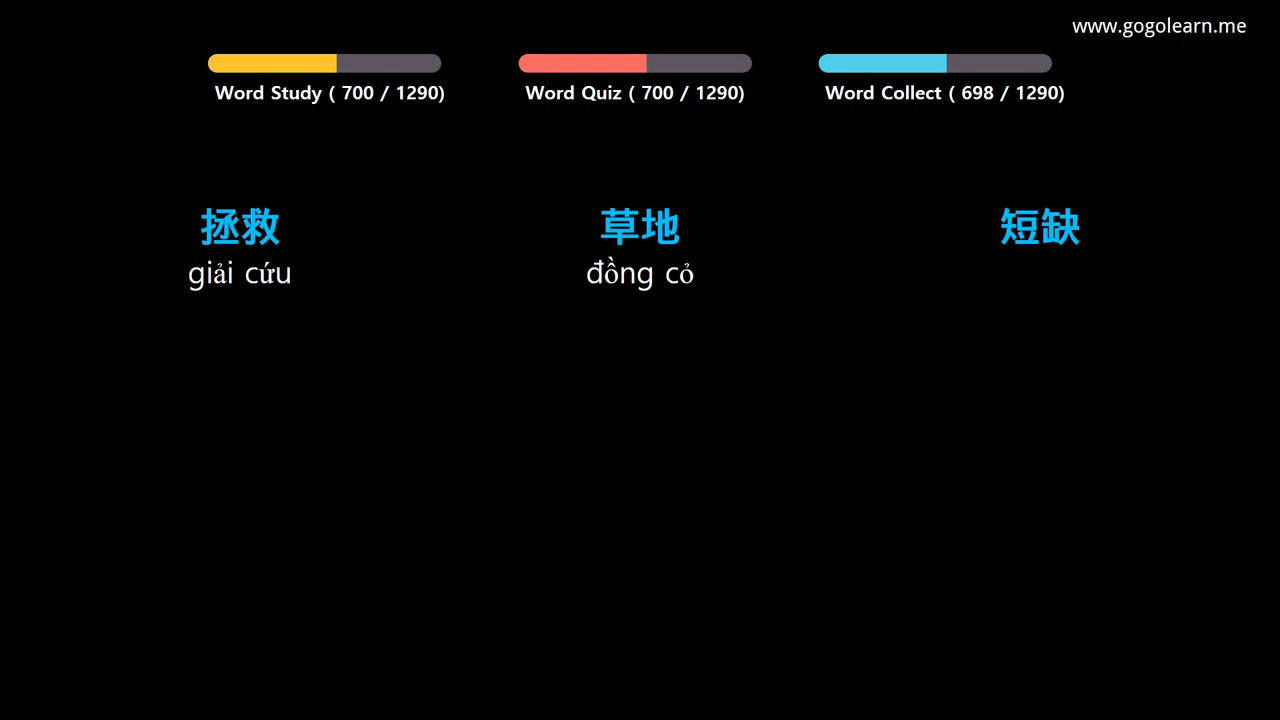 www.gogolearn.me
Word Study ( 700 / 1290)
Word Quiz ( 700 / 1290)
Word Collect ( 698 / 1290)
拯救
giải cứu
草地
đồng cỏ
短缺